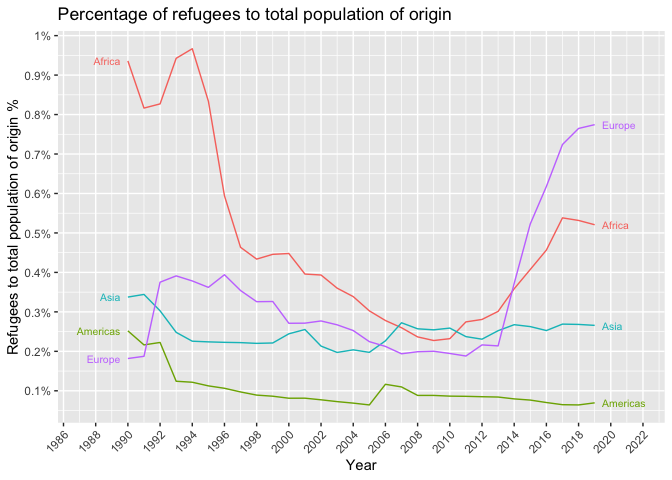 Percentage of refugees to total population of origin
Refugees to total population of origin %
1%
0.9%
0.8%
0.7%
0.6%
0.5%
0.4%
0.3%
0.2%
0.1%
Africa
Asia
Americas
Europe
Europe
Africa
Asia
Americas
1986 1988 1990 1992 1994 1996 1998 2000 2002 2004 2006 2008 2010 2012 2014 2016 2018 2020 2022
Year